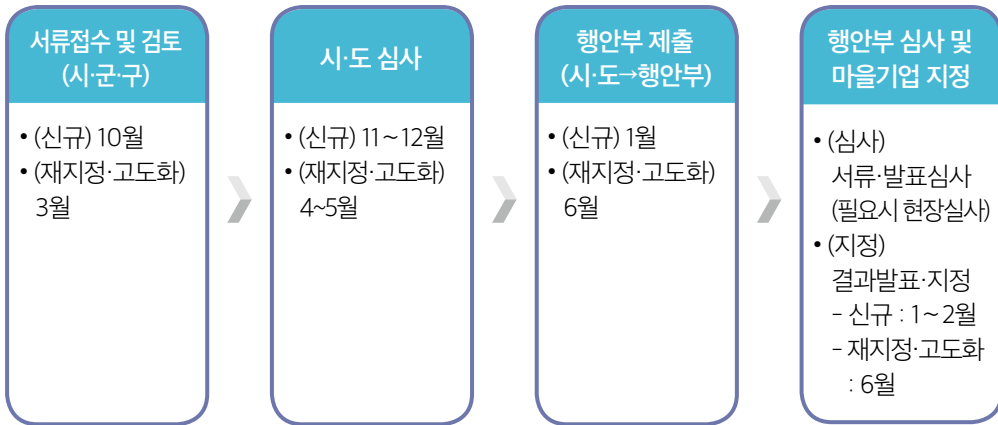 서류접수 및 검토
(시·군·구)
• (신규) 10월
• (재지정·고도화)
3월
시·도 심사
• (신규) 11~12월
• (재지정·고도화)
4~5월
행안부 제출
(시·도→행안부)
• (신규) 1월
• (재지정·고도화)
6월
행안부 심사 및
마을기업 지정
• (심사)
서류·발표심사
(필요시 현장실사)
• (지정)
결과발표·지정
- 신규 : 1~2월
- 재지정·고도화
: 6월